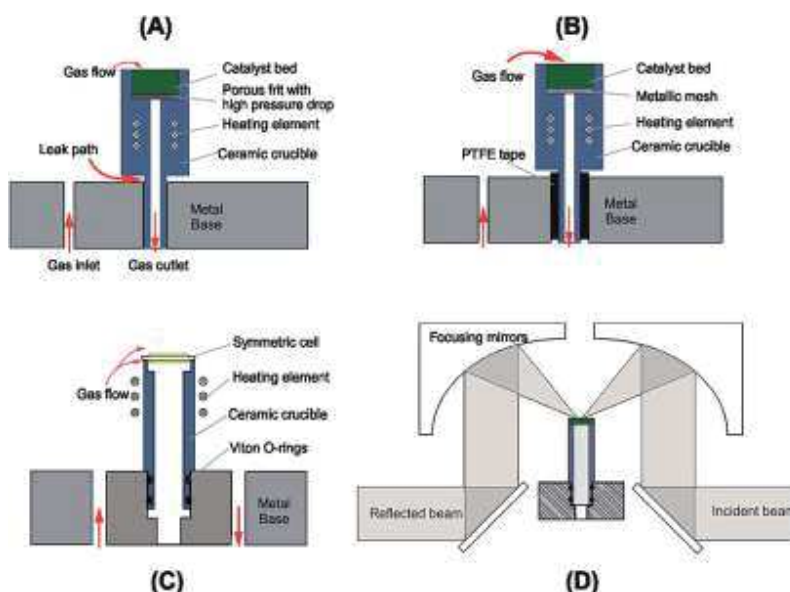 (A)
Gas flow
Catalyst bed
Porous frit with
high pressure drop
Heating element
Leak path
Ceramic crucible
Metal
Base
Gas inlet
Gas outlet
(B)
Gas flow
Catalyst bed
Metallic mesh
Heating element
PTFE tape
Ceramic crucible
Metal
Base
Symmetric cell
Gas flow
Heating element
Ceramic crucible
Viton O-rings
Metal
Base
(C)
Focusing mirrors
Reflected beam
Incident beam
(D)